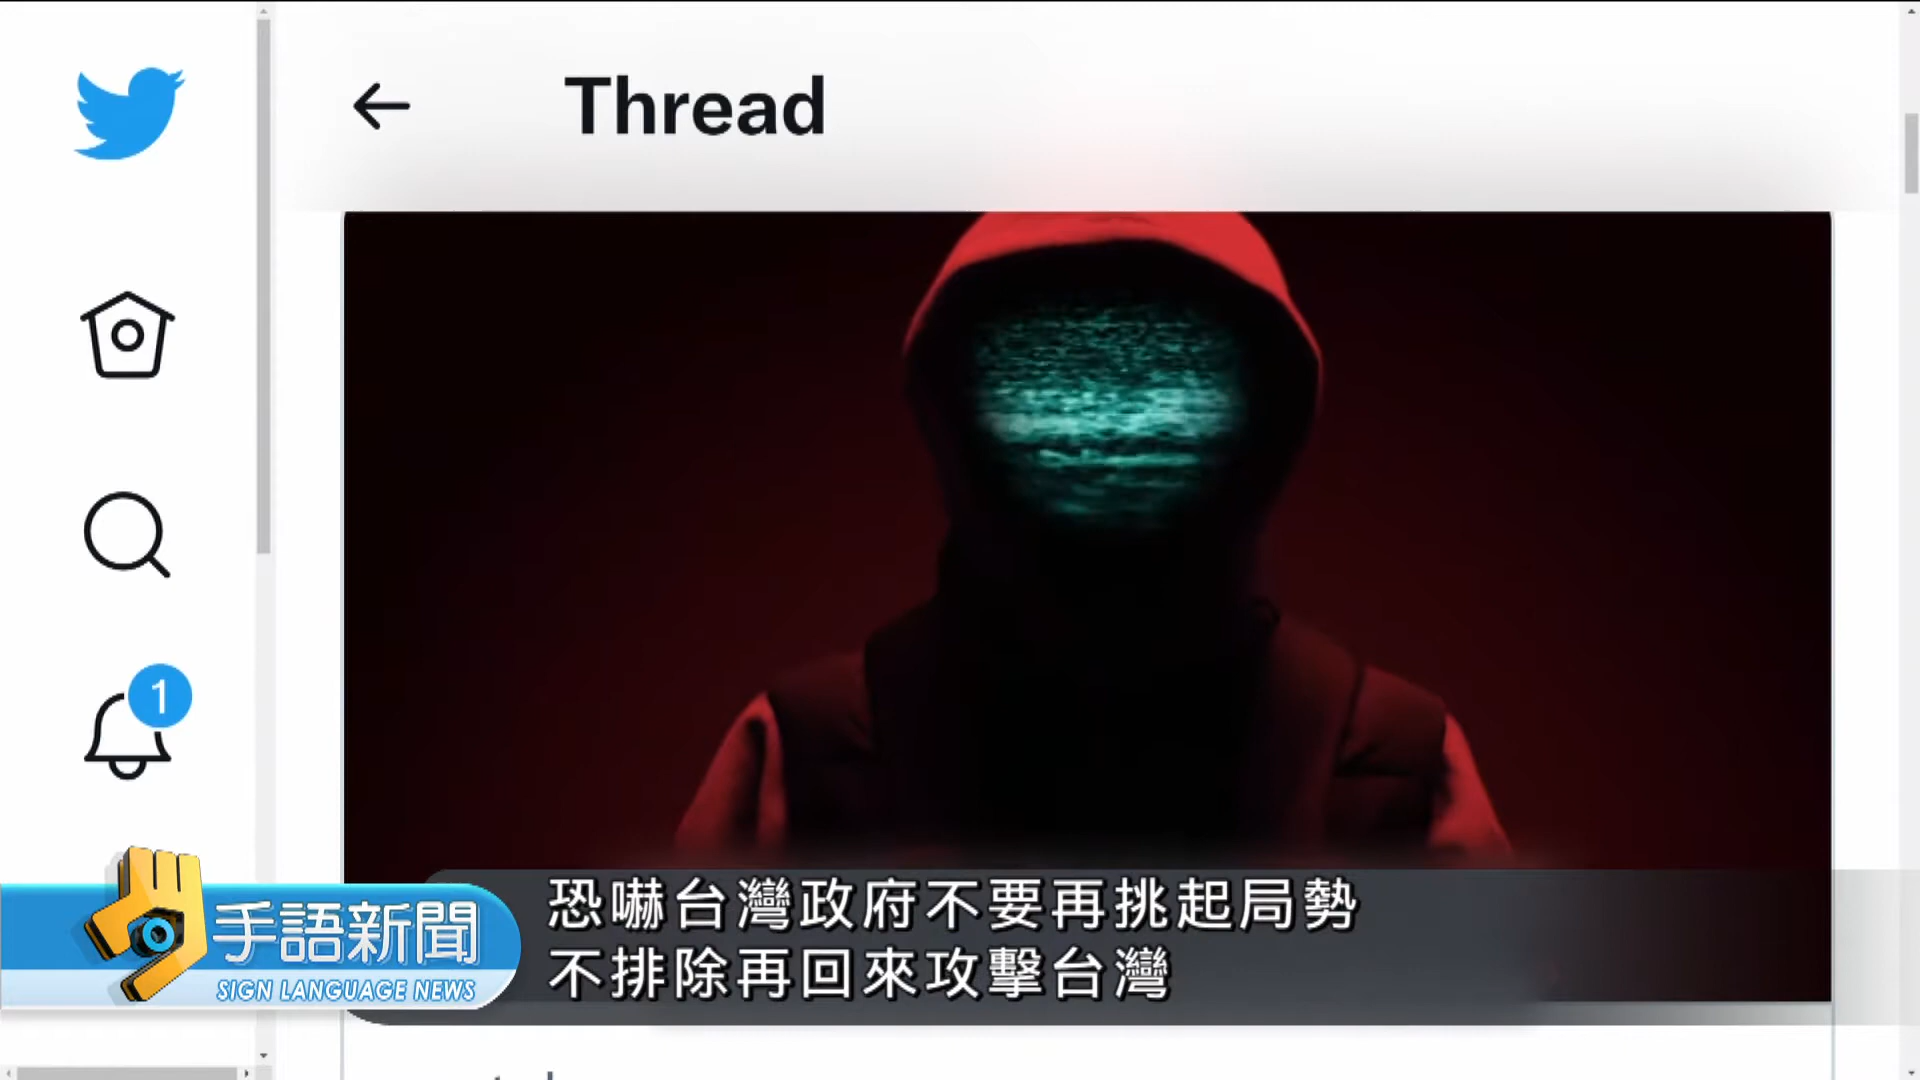 Thread
1
恐嚇台灣政府不要再挑起局勢
不排除再回來攻擊台灣
手語新聞
SIGN LANGUAGE NEWS